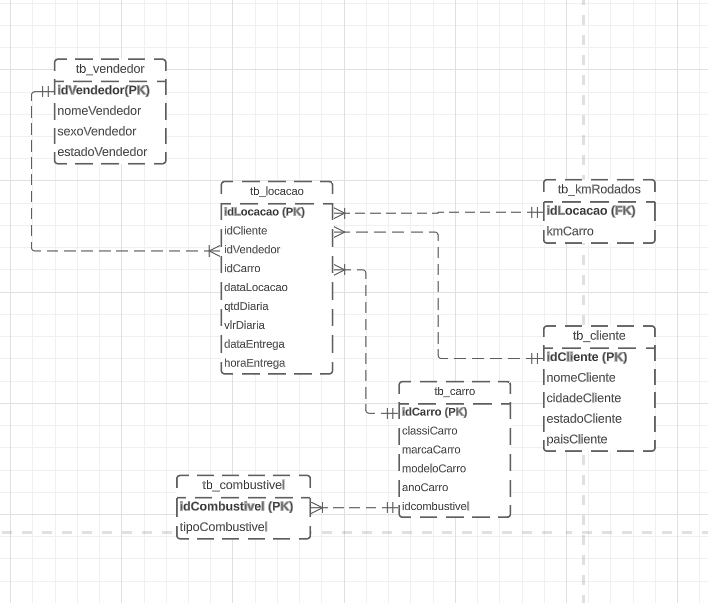 tb_vendedor
idVendedor(PK)
nomeVendedor
sexoVendedor
estadoVendedor
tb_locacao
idLocacao (PK)
idCliente
idVendedor
idCarro
dataLocacao
qtdDiaria
vlrDiaria
dataEntrega
horaEntrega
tb_kmRodados
idLocacao (FK)
kmCarro
tb_cliente
idCliente (PK)
nomeCliente
cidadeCliente
estadoCliente
paisCliente
tb_carro
idCarro (PK)
classiCarro
marcaCarro
modeloCarro
anoCarro
idcombustivel
tb_combustivel
idCombustivel (PK)
tipoCombustivel